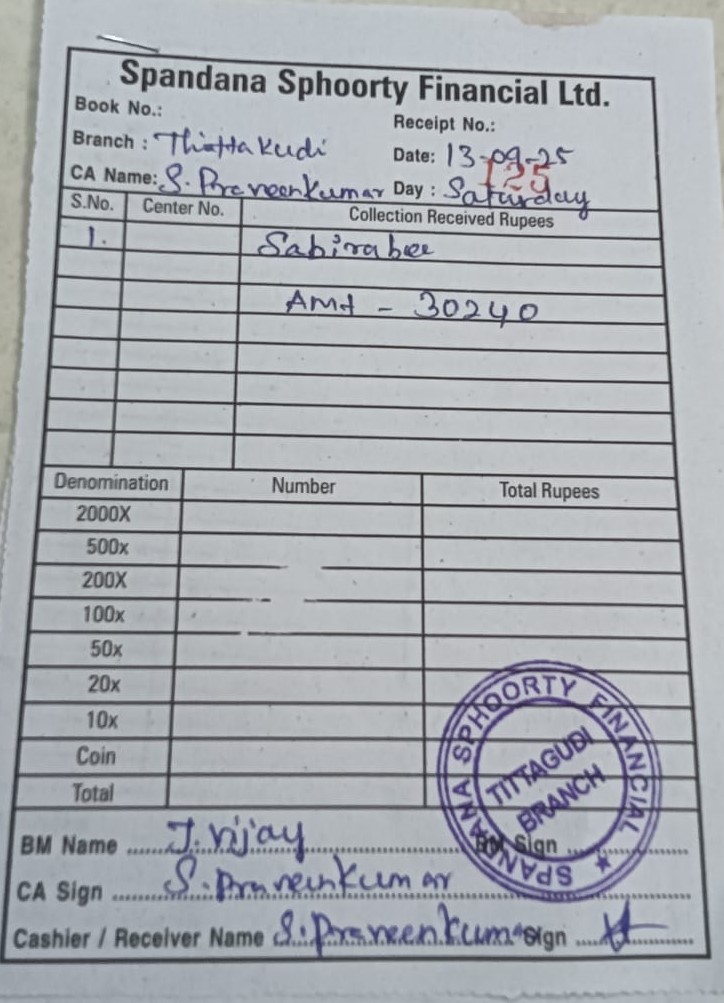 Spandana Sphoorty Financial Ltd.
Book No.:
Receipt No.:
Branch : Thittakudi
Date: 13-09-25
125
CA Name: S. Praveenkumar Day : Saturday
S.No. Center No. Collection Received Rupees
1. Sabirabee
AMt - 30240
Denomination Number Total Rupees
2000X
500x
200X
100x
50x
20x
10x
Coin
Total
SPANDANA SPHOORTY FINANCIAL
TITTAGUDI
BRANCH
BM Name J. Vijay Sign
CA Sign S. Praveenkumar
Cashier / Receiver Name S. Praveenkumar Sign